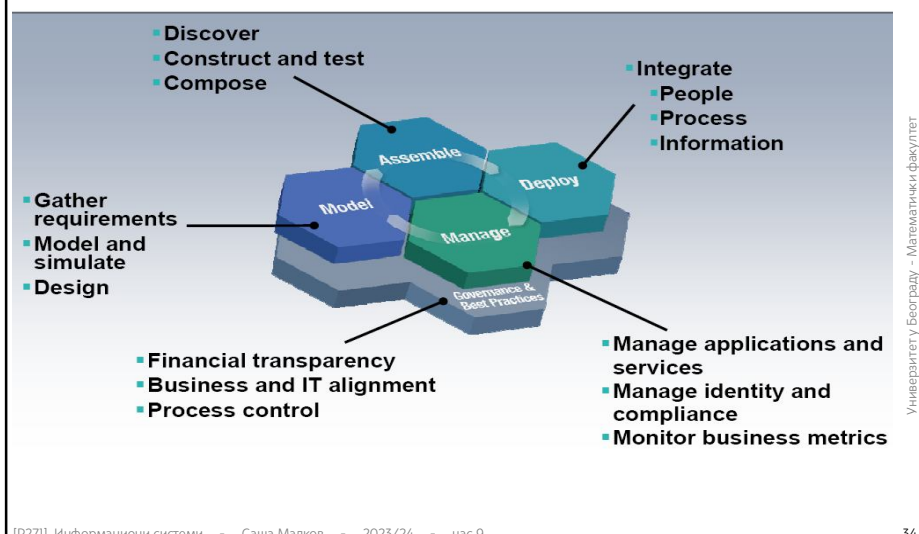 Discover
Construct and test
Compose
Integrate
People
Process
Information
Assemble
Deploy
Model
Manage
Gather
requirements
Model and
simulate
Design
Governance &
Best Practices
Financial transparency
Business and IT alignment
Process control
Manage applications and
services
Manage identity and
compliance
Monitor business metrics
Универзитет у Београду - Математички факултет
[Р271] Информациони системи - Саша Малков - 2023/24 - час 9
34